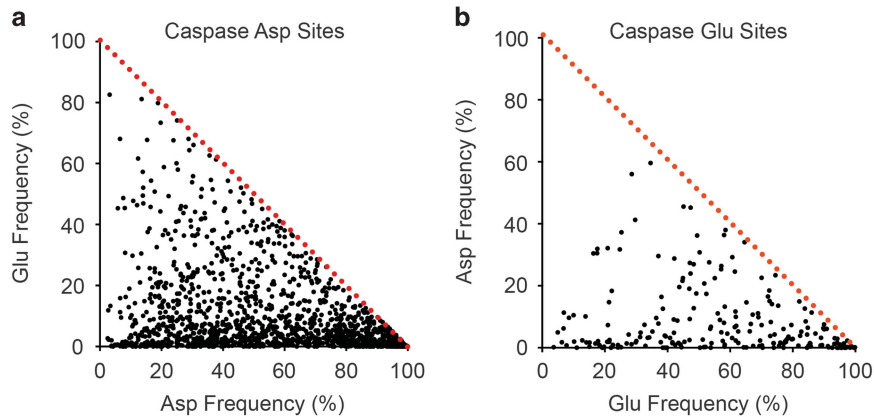 a
Caspase Asp Sites
100
80
60
40
20
0
Glu Frequency (%)
0 20 40 60 80 100
Asp Frequency (%)
b
Caspase Glu Sites
100
80
60
40
20
0
Asp Frequency (%)
0 20 40 60 80 100
Glu Frequency (%)